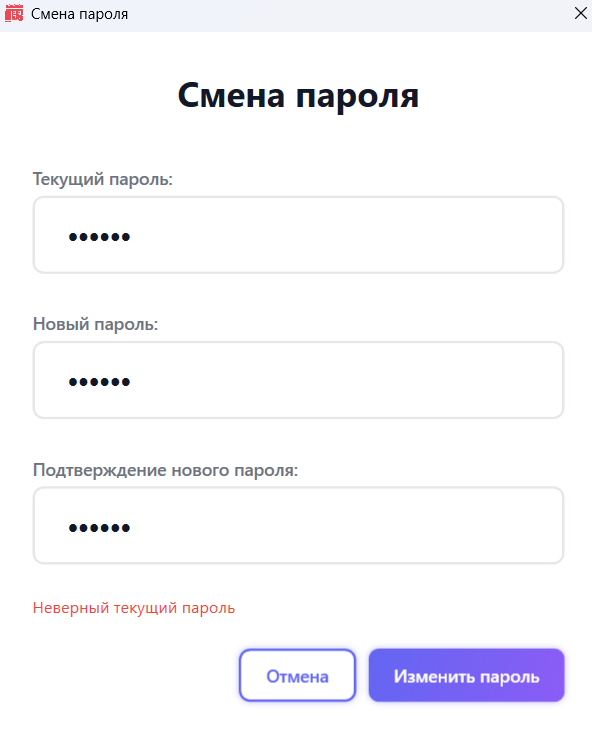 Смена пароля
Смена пароля
Текущий пароль:
••••••
Новый пароль:
••••••
Подтверждение нового пароля:
••••••
Неверный текущий пароль
Отмена
Изменить пароль